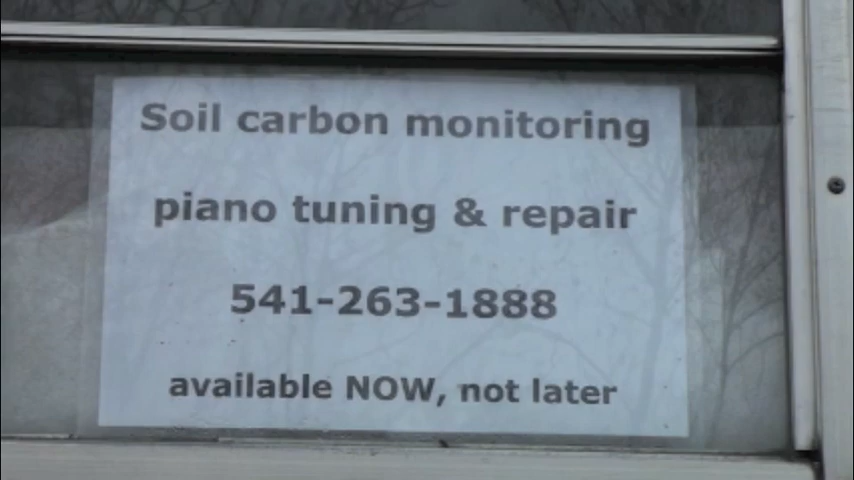 Soil carbon monitoring
piano tuning & repair
541-263-1888
available NOW, not later